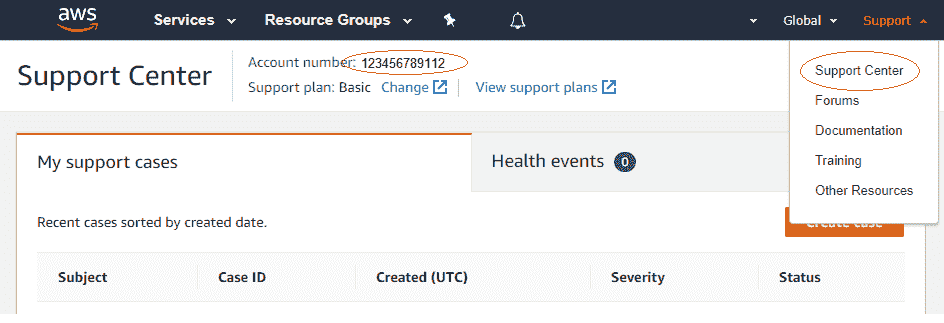 aws Services Resource Groups Global Support
Support Center
Account number: 123456789112
Support plan: Basic Change View support plans
Support Center
Forums
Documentation
Training
Other Resources
My support cases
Health events 0
Recent cases sorted by created date.
Create case
Subject Case ID Created (UTC) Severity Status